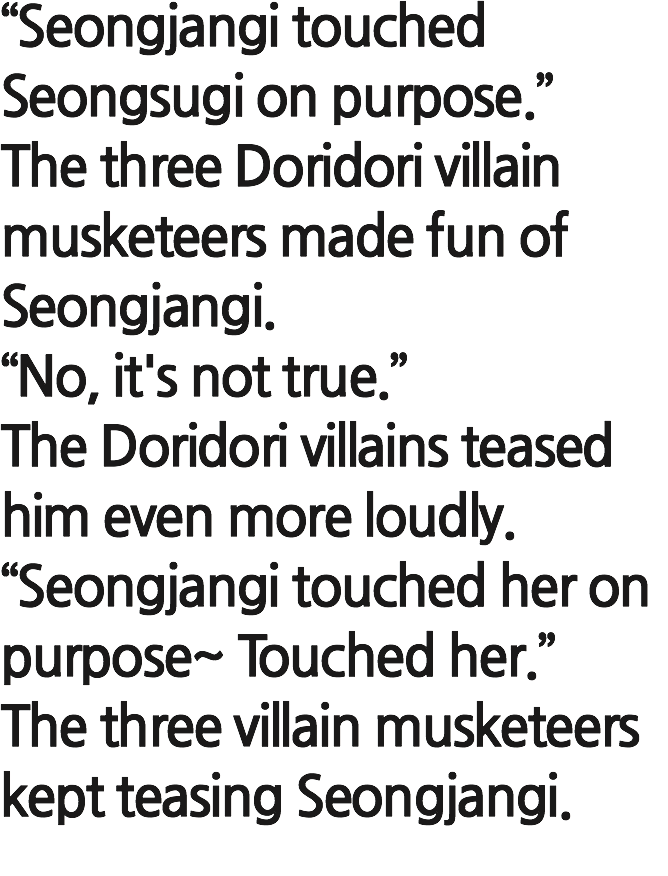 “Seongjangi touched
Seongsugi on purpose.”
The three Doridori villain
musketeers made fun of
Seongjangi.
“No, it's not true.”
The Doridori villains teased
him even more loudly.
“Seongjangi touched her on
purpose~ Touched her.”
The three villain musketeers
kept teasing Seongjangi.